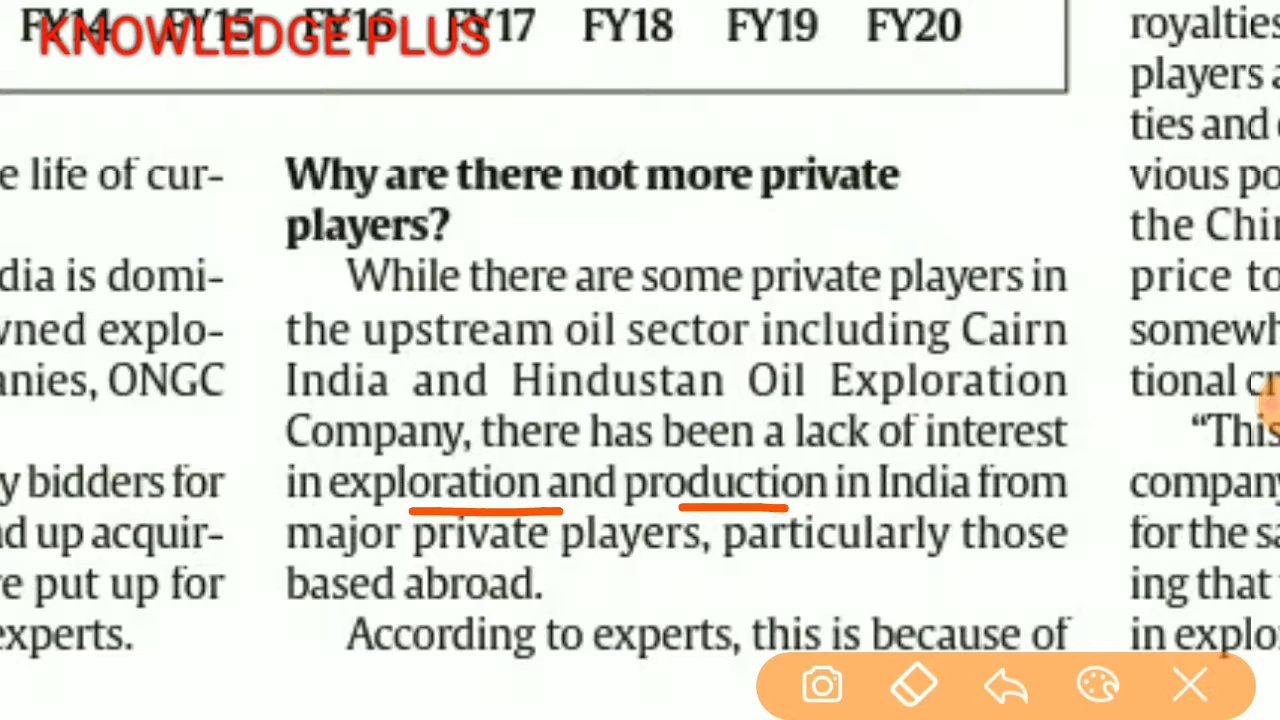 FY14 FY15 FY16 FY17 FY18 FY19 FY20
KNOWLEDGE PLUS
e life of cur-
dia is domi-
wned explo-
anies, ONGC
y bidders for
d up acquir-
e put up for
experts.
Why are there not more private
players?
While there are some private players in
the upstream oil sector including Cairn
India and Hindustan Oil Exploration
Company, there has been a lack of interest
in exploration and production in India from
major private players, particularly those
based abroad.
According to experts, this is because of
royalties
players a
ties and
vious po
the Chi
price to
somewh
tional cr
“This
company
for the sa
ing that
in explo